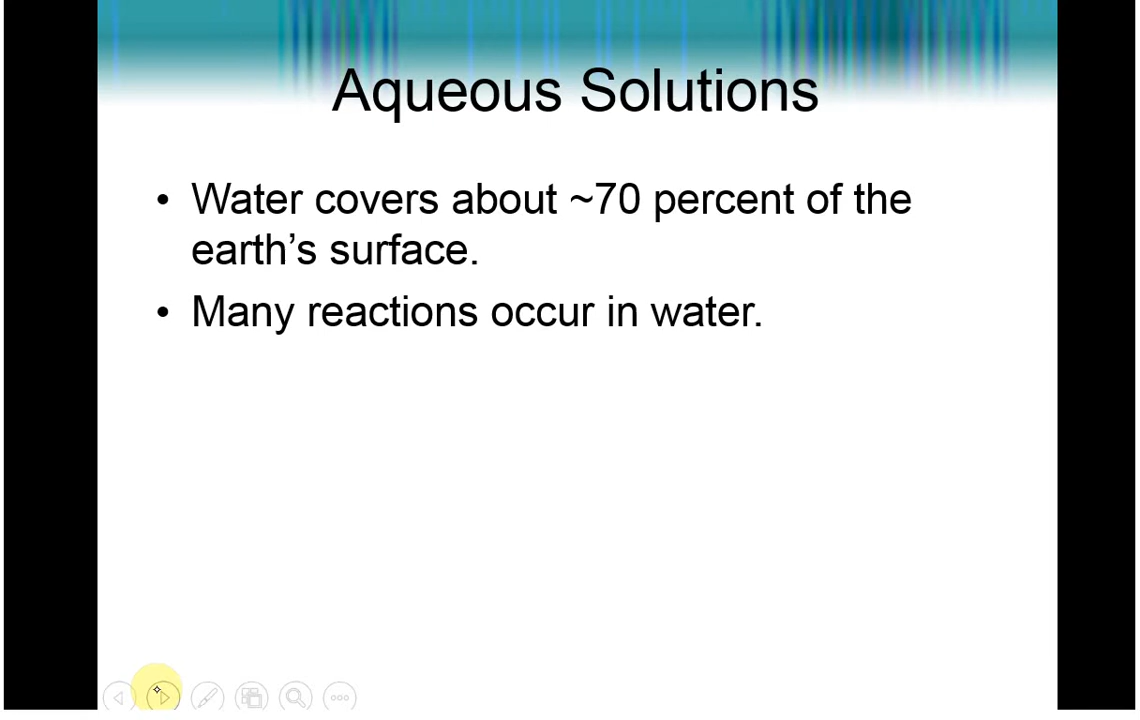 Aqueous Solutions
• Water covers about ~70 percent of the
earth’s surface.
• Many reactions occur in water.